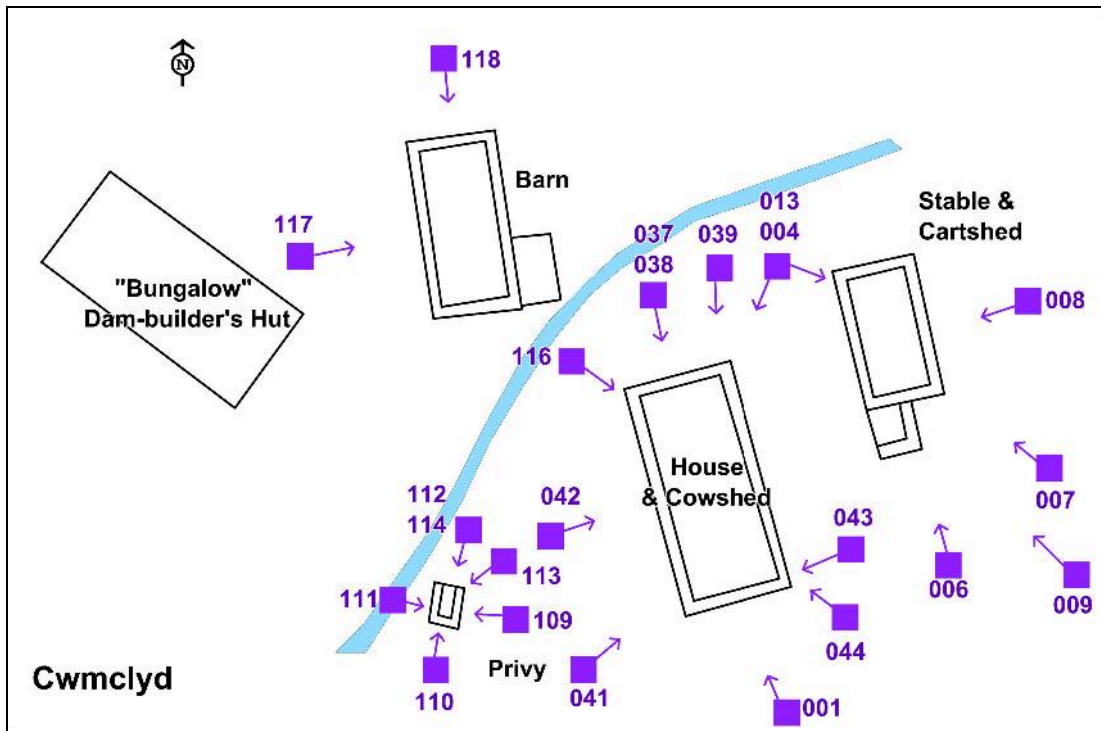 N
118
Barn
117
"Bungalow"
Dam-builder's Hut
013
037
039
004
038
Stable &
Cartshed
008
116
House
& Cowshed
007
112
042
114
043
113
006
009
111
109
044
Privy
110
041
001
Cwmclyd